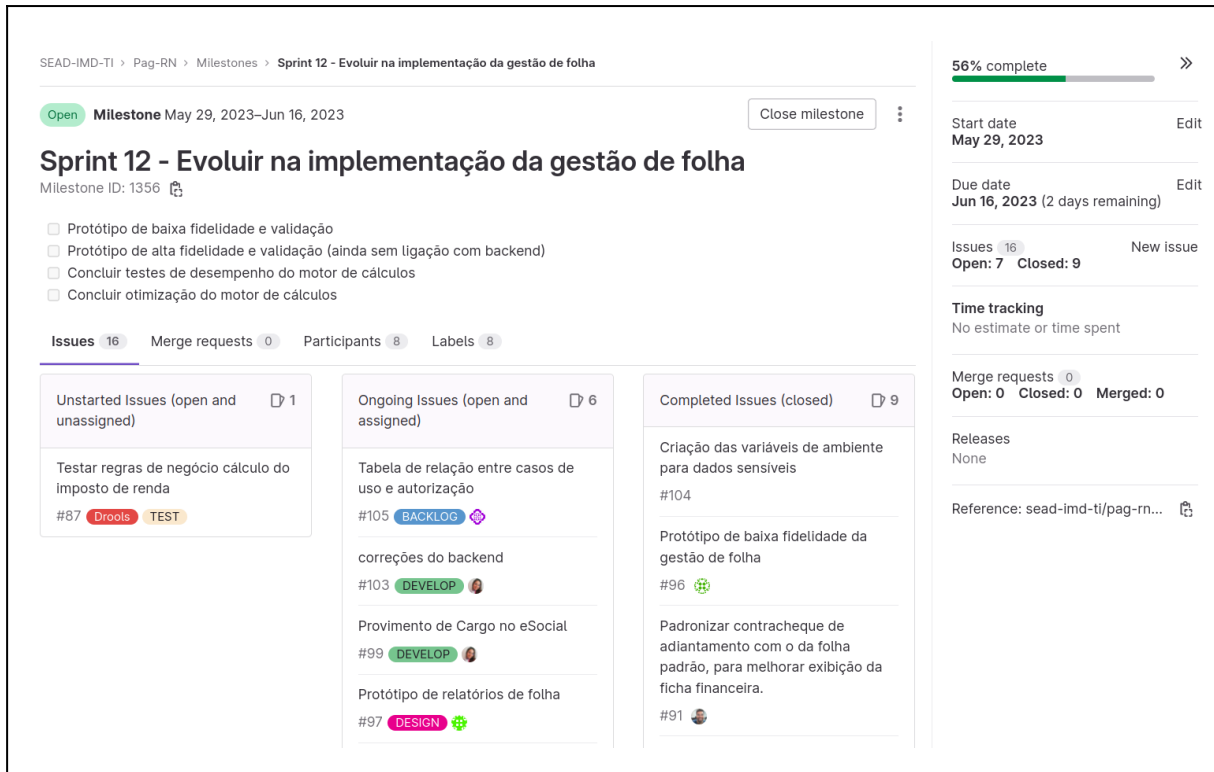 SEAD-IMD-TI > Pag-RN > Milestones > Sprint 12 - Evoluir na implementação da gestão de folha
Open Milestone May 29, 2023–Jun 16, 2023
Close milestone
Sprint 12 - Evoluir na implementação da gestão de folha
Milestone ID: 1356
Protótipo de baixa fidelidade e validação
Protótipo de alta fidelidade e validação (ainda sem ligação com backend)
Concluir testes de desempenho do motor de cálculos
Concluir otimização do motor de cálculos
Issues 16 Merge requests 0 Participants 8 Labels 8
Unstarted Issues (open and
unassigned)
1
Testar regras de negócio cálculo do
imposto de renda
#87 Drools TEST
Ongoing Issues (open and
assigned)
6
Tabela de relação entre casos de
uso e autorização
#105 BACKLOG
correções do backend
#103 DEVELOP
Provimento de Cargo no eSocial
#99 DEVELOP
Protótipo de relatórios de folha
#97 DESIGN
Completed Issues (closed)
9
Criação das variáveis de ambiente
para dados sensíveis
#104
Protótipo de baixa fidelidade da
gestão de folha
#96
Padronizar contracheque de
adiantamento com o da folha
padrão, para melhorar exibição da
ficha financeira.
#91
56% complete
Start date Edit
May 29, 2023
Due date Edit
Jun 16, 2023 (2 days remaining)
Issues 16 New issue
Open: 7 Closed: 9
Time tracking
No estimate or time spent
Merge requests 0
Open: 0 Closed: 0 Merged: 0
Releases
None
Reference: sead-imd-ti/pag-rn...